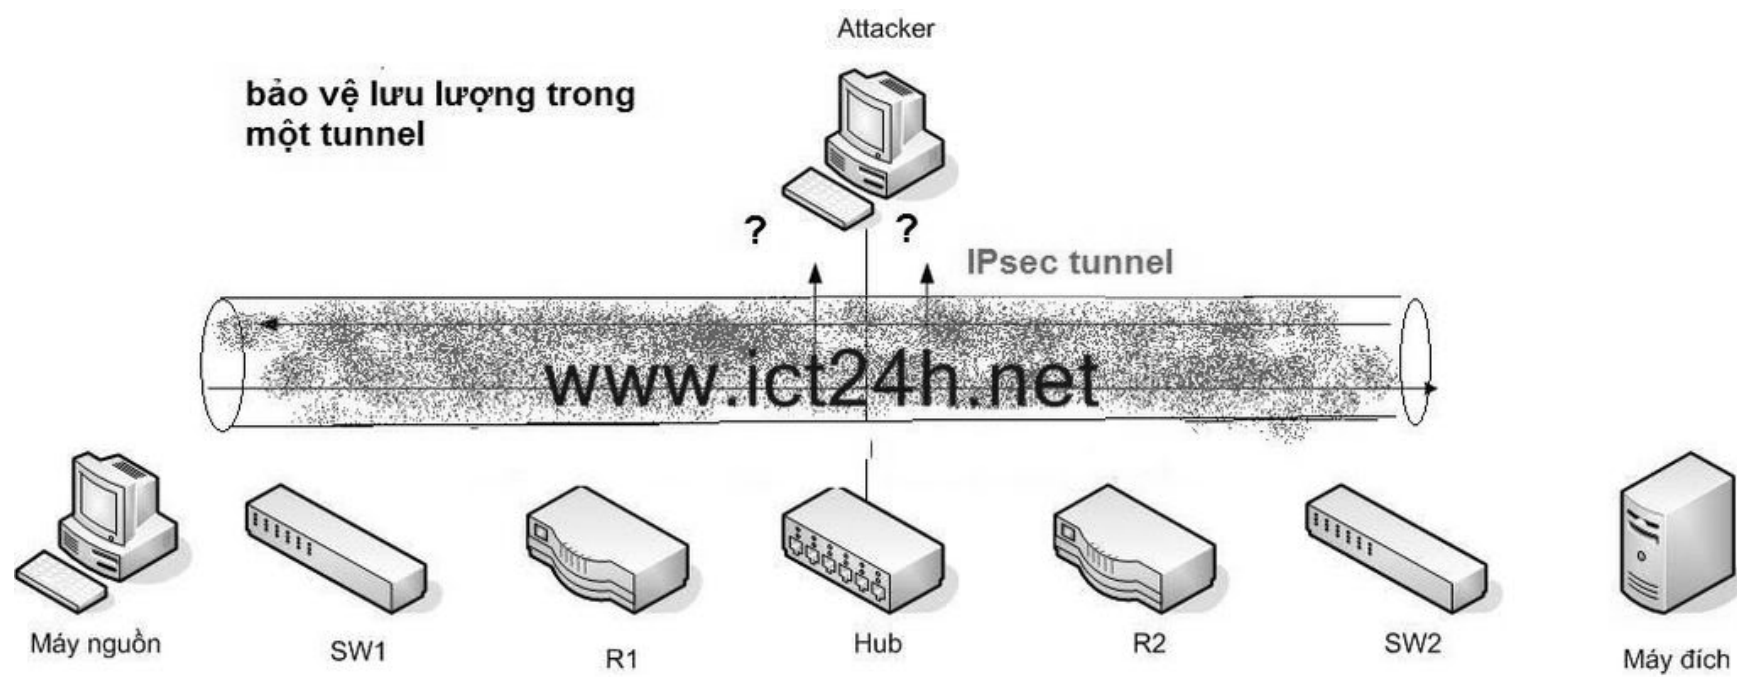 Attacker
bảo vệ lưu lượng trong
một tunnel
?
?
IPsec tunnel
www.ict24h.net
Máy nguồn
SW1
R1
Hub
R2
SW2
Máy đích